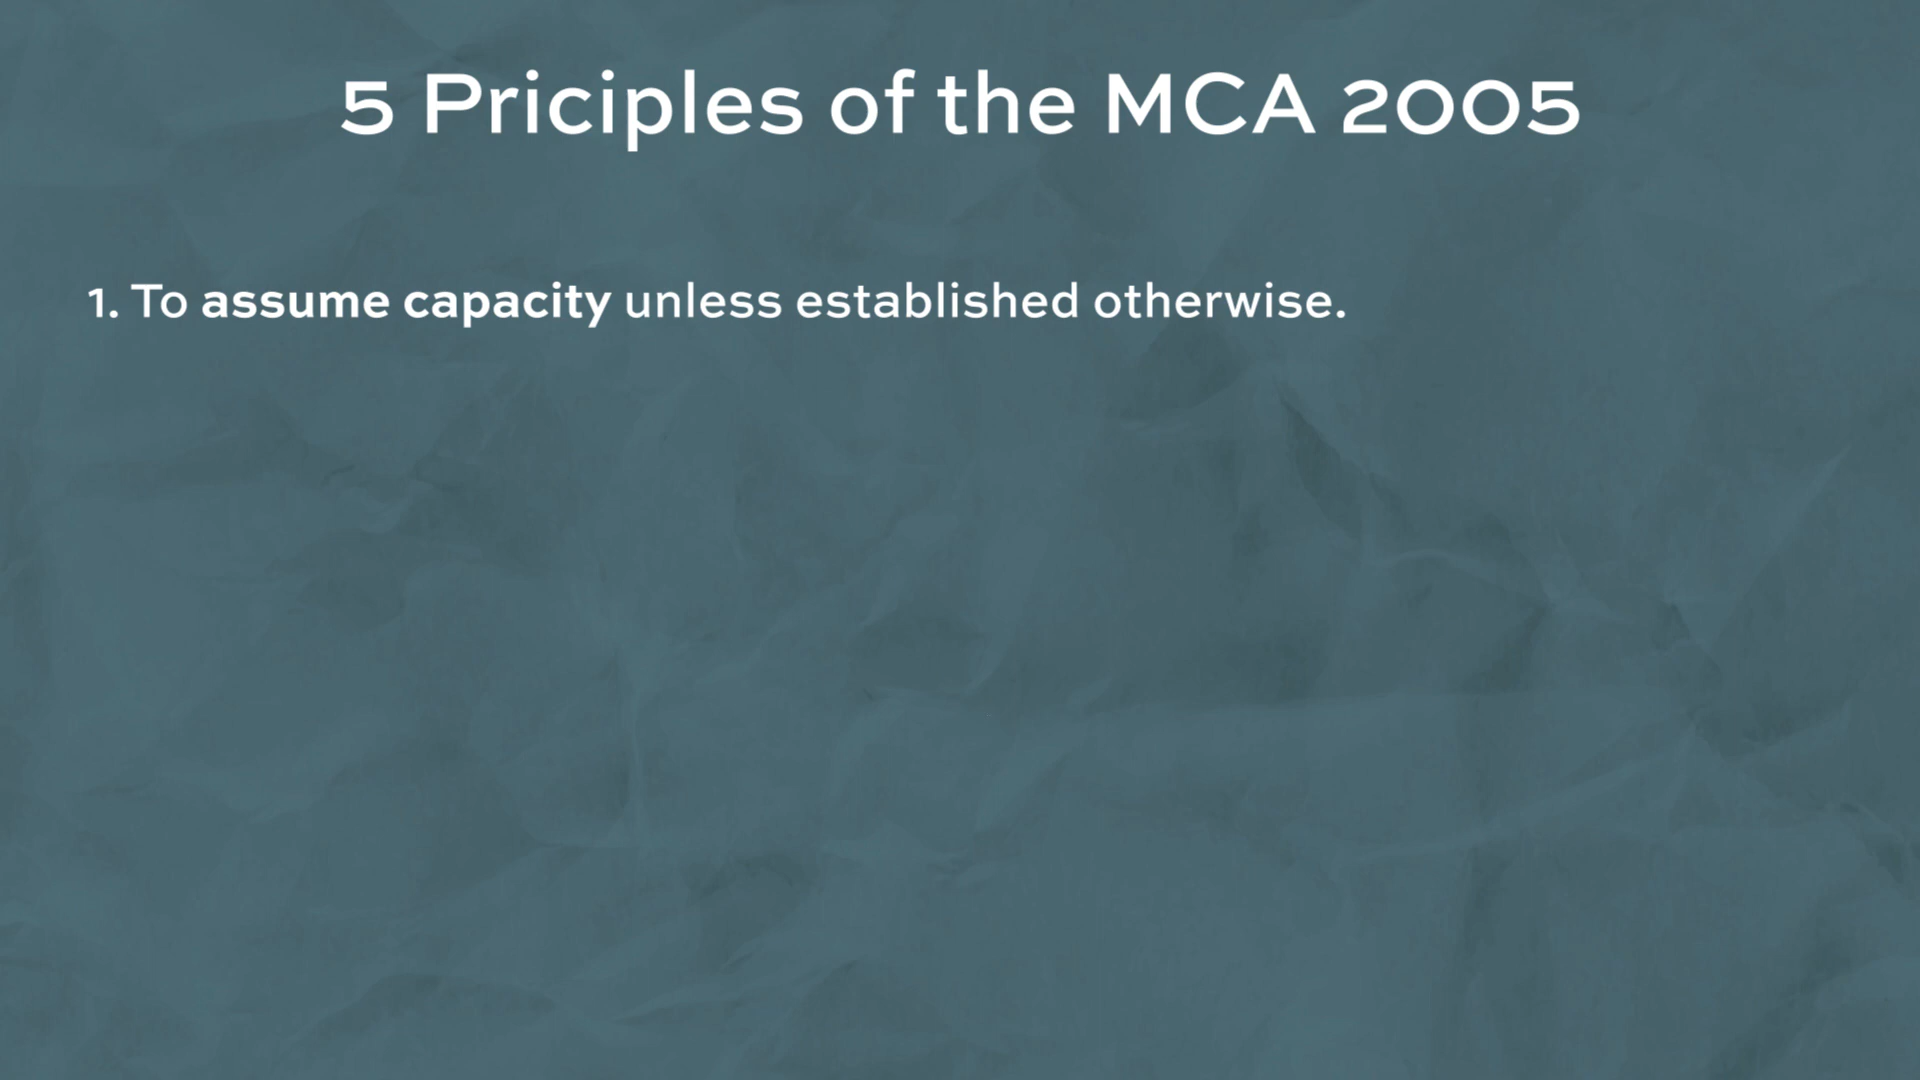 5 Priciples of the MCA 2005
1. To assume capacity unless established otherwise.